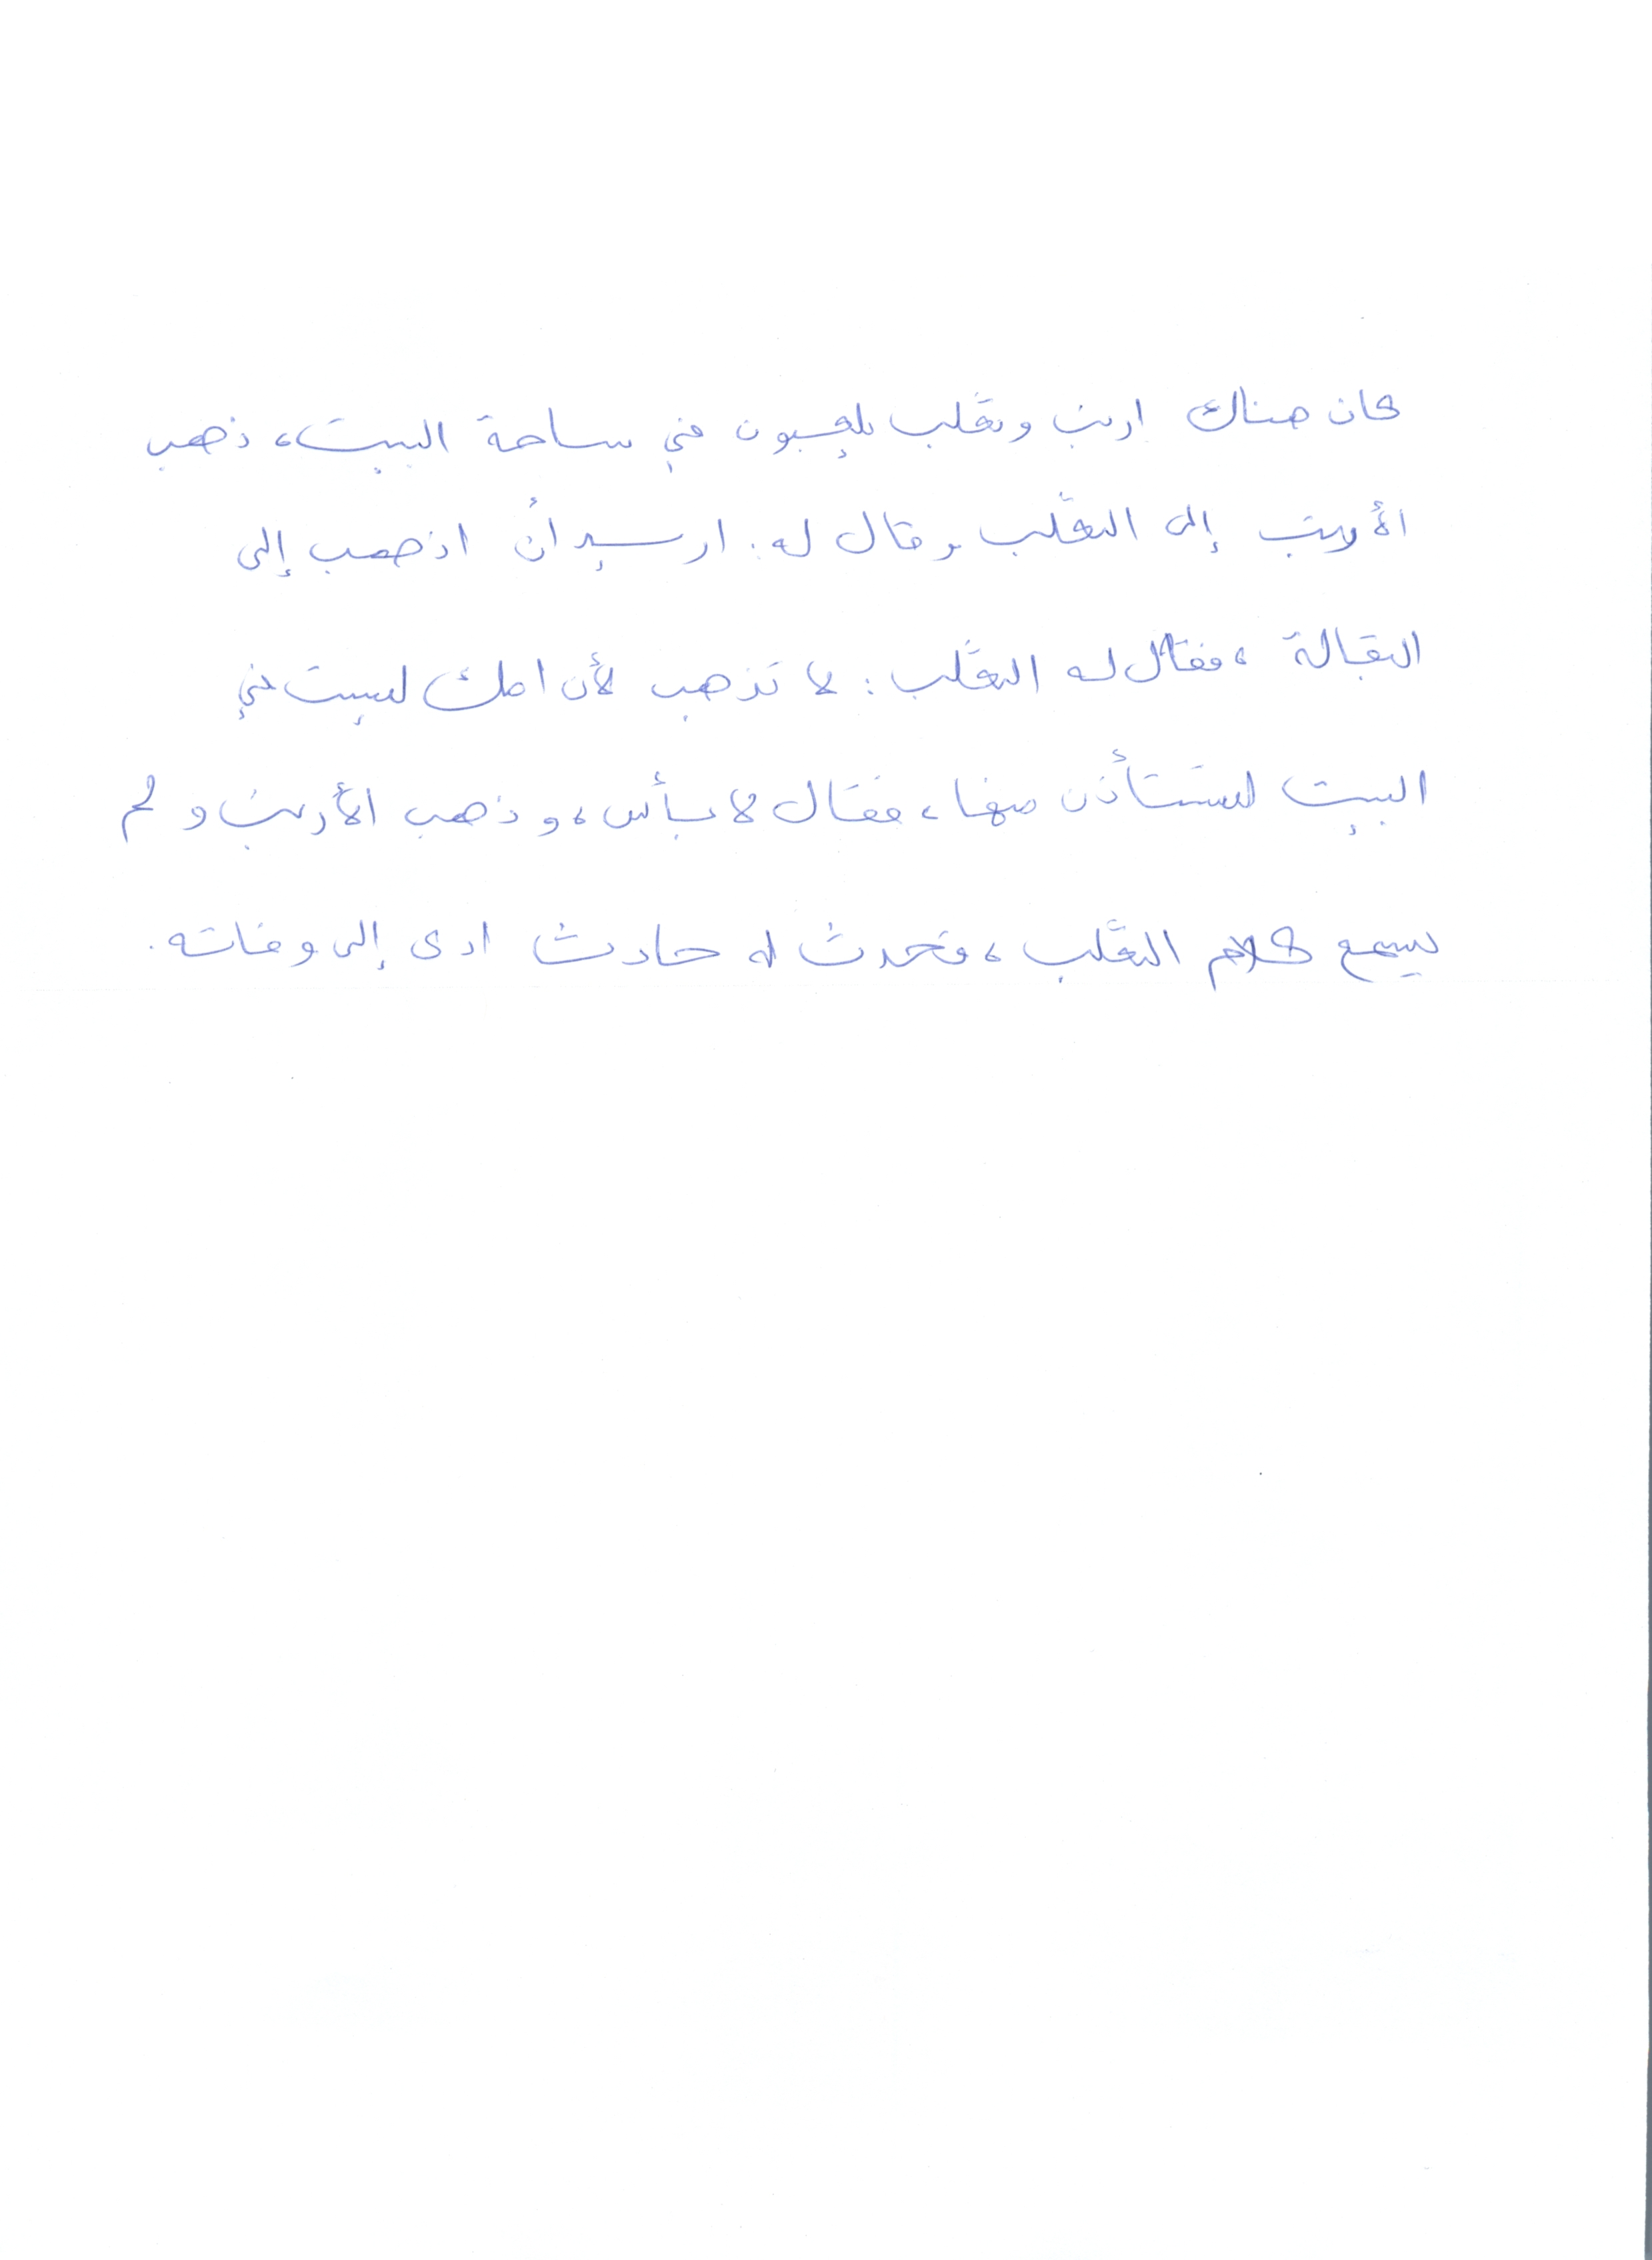 كان هناك ارنب وثعلب يلعبون في ساحة البيت، ذهب
الأرنب إلى الثعلب وقال له: اريد أن اذهب إلى
البقالة، فقال له الثعلب: لا تذهب لأن امك ليست في
البيت لتستأذن منها، فقال لا بأس، وذهب الأرنب و لم
يسمع كلام الثعلب، فحدث له حادث ادى إلى وفاته.